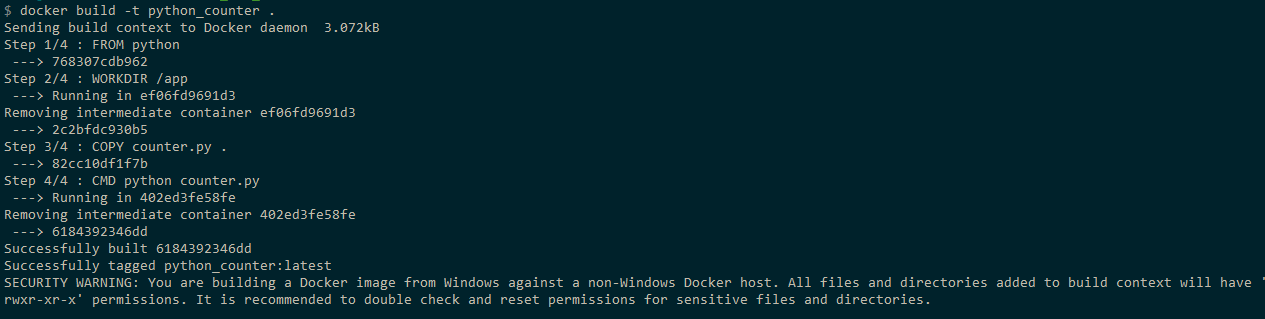 $ docker build -t python_counter .
Sending build context to Docker daemon  3.072kB
Step 1/4 : FROM python
 ---> 768307cdb962
Step 2/4 : WORKDIR /app
 ---> Running in ef06fd9691d3
Removing intermediate container ef06fd9691d3
 ---> 2c2bfdc930b5
Step 3/4 : COPY counter.py .
 ---> 82cc10df1f7b
Step 4/4 : CMD python counter.py
 ---> Running in 402ed3fe58fe
Removing intermediate container 402ed3fe58fe
 ---> 6184392346dd
Successfully built 6184392346dd
Successfully tagged python_counter:latest
SECURITY WARNING: You are building a Docker image from Windows against a non-Windows Docker host. All files and directories added to build context will have '
rwxr-xr-x' permissions. It is recommended to double check and reset permissions for sensitive files and directories.